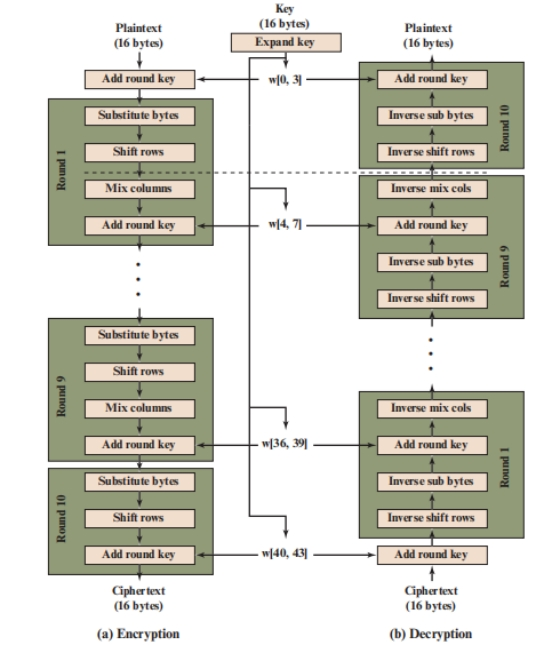 Key
(16 bytes)
Expand key
Plaintext
(16 bytes)
Add round key
Round 1
Substitute bytes
Shift rows
Mix columns
Add round key
Round 9
Substitute bytes
Shift rows
Mix columns
Add round key
Round 10
Substitute bytes
Shift rows
Add round key
Ciphertext
(16 bytes)
(a) Encryption
w[0, 3]
w[4, 7]
w[36, 39]
w[40, 43]
Plaintext
(16 bytes)
Add round key
Inverse sub bytes
Inverse shift rows
Round 10
Inverse mix cols
Add round key
Inverse sub bytes
Inverse shift rows
Round 9
Inverse mix cols
Add round key
Inverse sub bytes
Inverse shift rows
Round 1
Add round key
Ciphertext
(16 bytes)
(b) Decryption